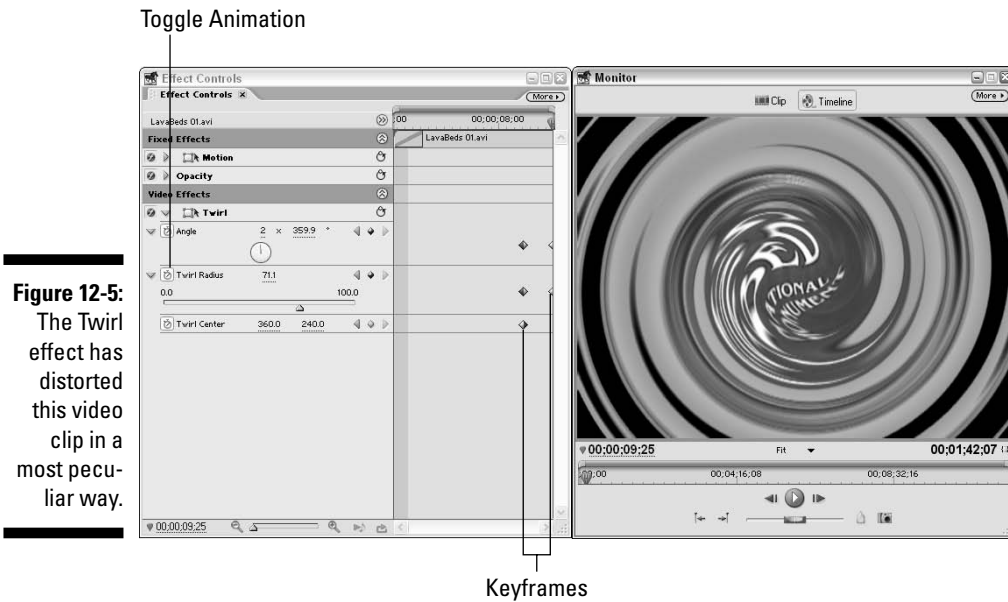 Toggle Animation
Effect Controls
Effect Controls ×
More
LavaBeds 01.avi
:00 00;00;08;00
Fixed Effects
LavaBeds 01.avi
Motion
Opacity
Video Effects
Twirl
Angle 2 × 359.9 °
Twirl Radius 71.1
0.0 100.0
Twirl Center 360.0 240.0
00;00;09;25
Monitor
Clip Timeline More
TIONAL
00;00;09;25 Fit 00;01;42;07
00;04;16;08 00;08;32;16
Keyframes
Figure 12-5:
The Twirl
effect has
distorted
this video
clip in a
most pecu-
liar way.